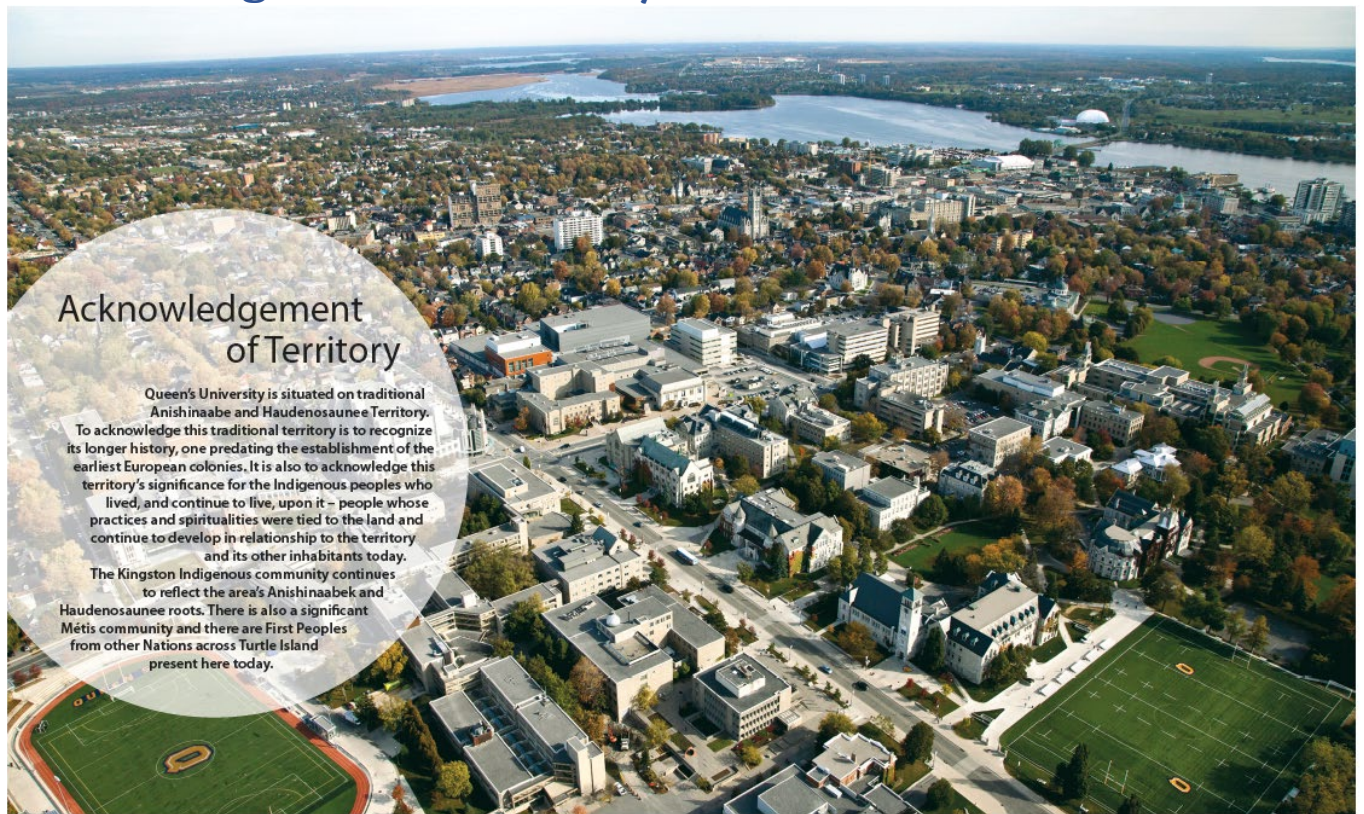 Acknowledgement
of Territory
Queen's University is situated on traditional
Anishinaabe and Haudenosaunee Territory.
To acknowledge this traditional territory is to recognize
its longer history, one predating the establishment of the
earliest European colonies. It is also to acknowledge this
territory's significance for the Indigenous peoples who
lived, and continue to live, upon it – people whose
practices and spiritualities were tied to the land and
continue to develop in relationship to the territory
and its other inhabitants today.
The Kingston Indigenous community continues
to reflect the area's Anishinaabek and
Haudenosaunee roots. There is also a significant
Métis community and there are First Peoples
from other Nations across Turtle Island
present here today.